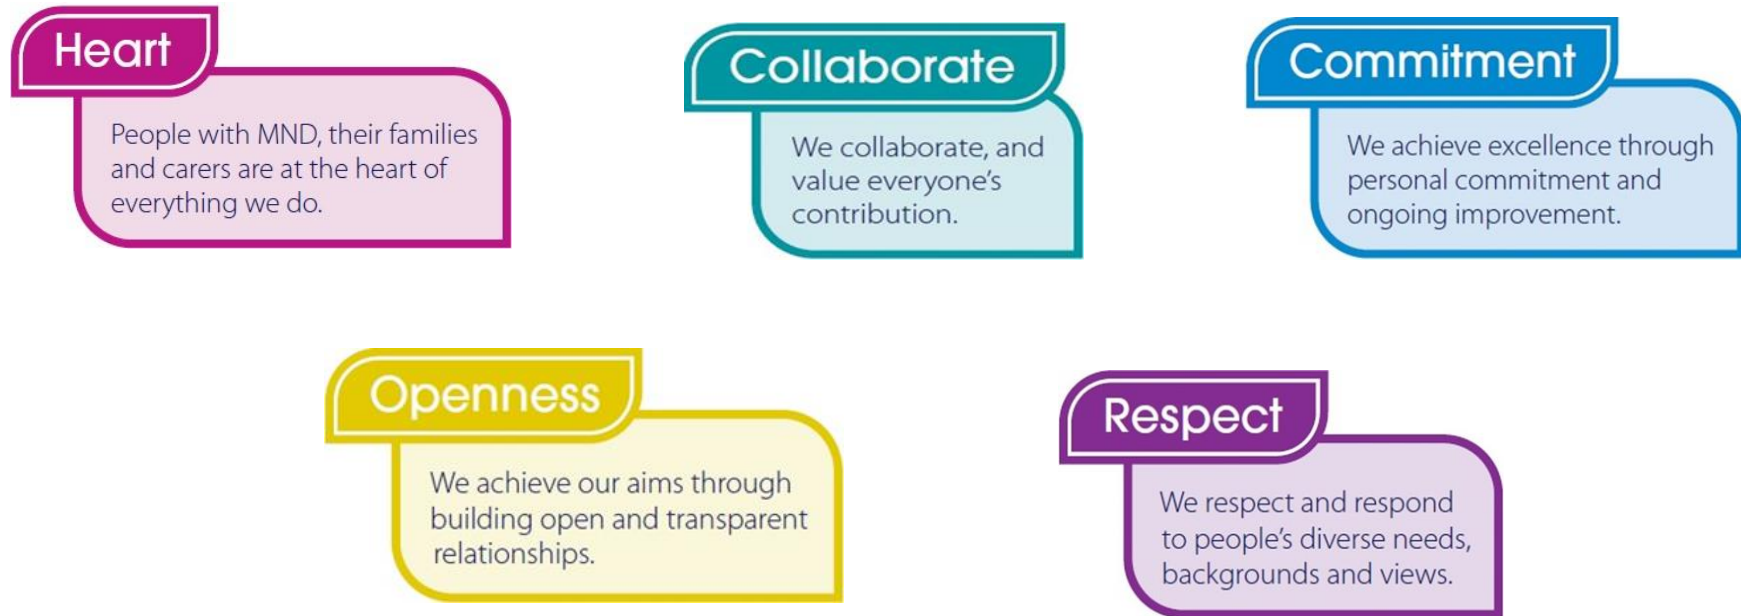 Heart
People with MND, their families
and carers are at the heart of
everything we do.
Collaborate
We collaborate, and
value everyone’s
contribution.
Commitment
We achieve excellence through
personal commitment and
ongoing improvement.
Openness
We achieve our aims through
building open and transparent
relationships.
Respect
We respect and respond
to people’s diverse needs,
backgrounds and views.